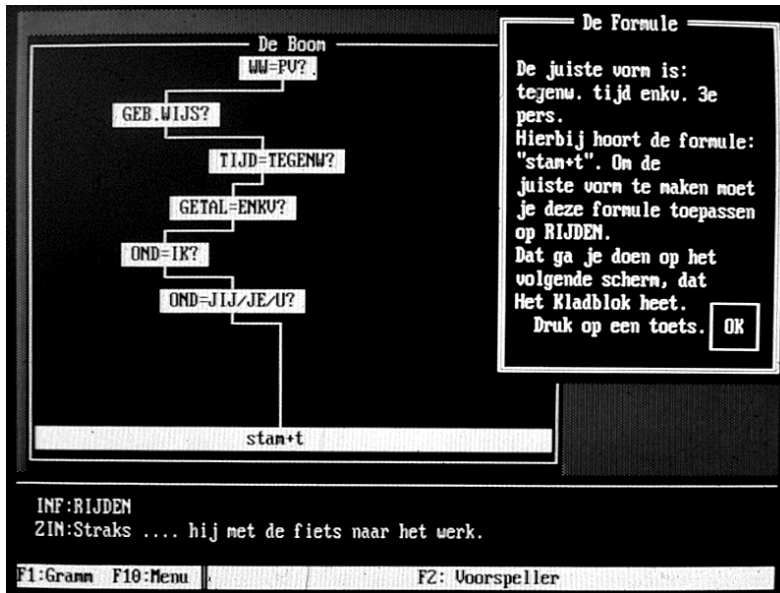 De Boom
WW=PV?
GEB.WIJS?
TIJD=TEGENW?
GETAL=ENKV?
OND=IK?
OND=JIJ/JE/U?
stam+t
De Formule
De juiste vorm is:
tegenw. tijd enkv. 3e
pers.
Hierbij hoort de formule:
"stam+t". Om de
juiste vorm te maken moet
je deze formule toepassen
op RIJDEN.
Dat ga je doen op het
volgende scherm, dat
Het Kladblok heet.
Druk op een toets. OK
INF:RIJDEN
ZIN:Straks .... hij met de fiets naar het werk.
F1:Gramm F10:Menu F2: Voorspeller